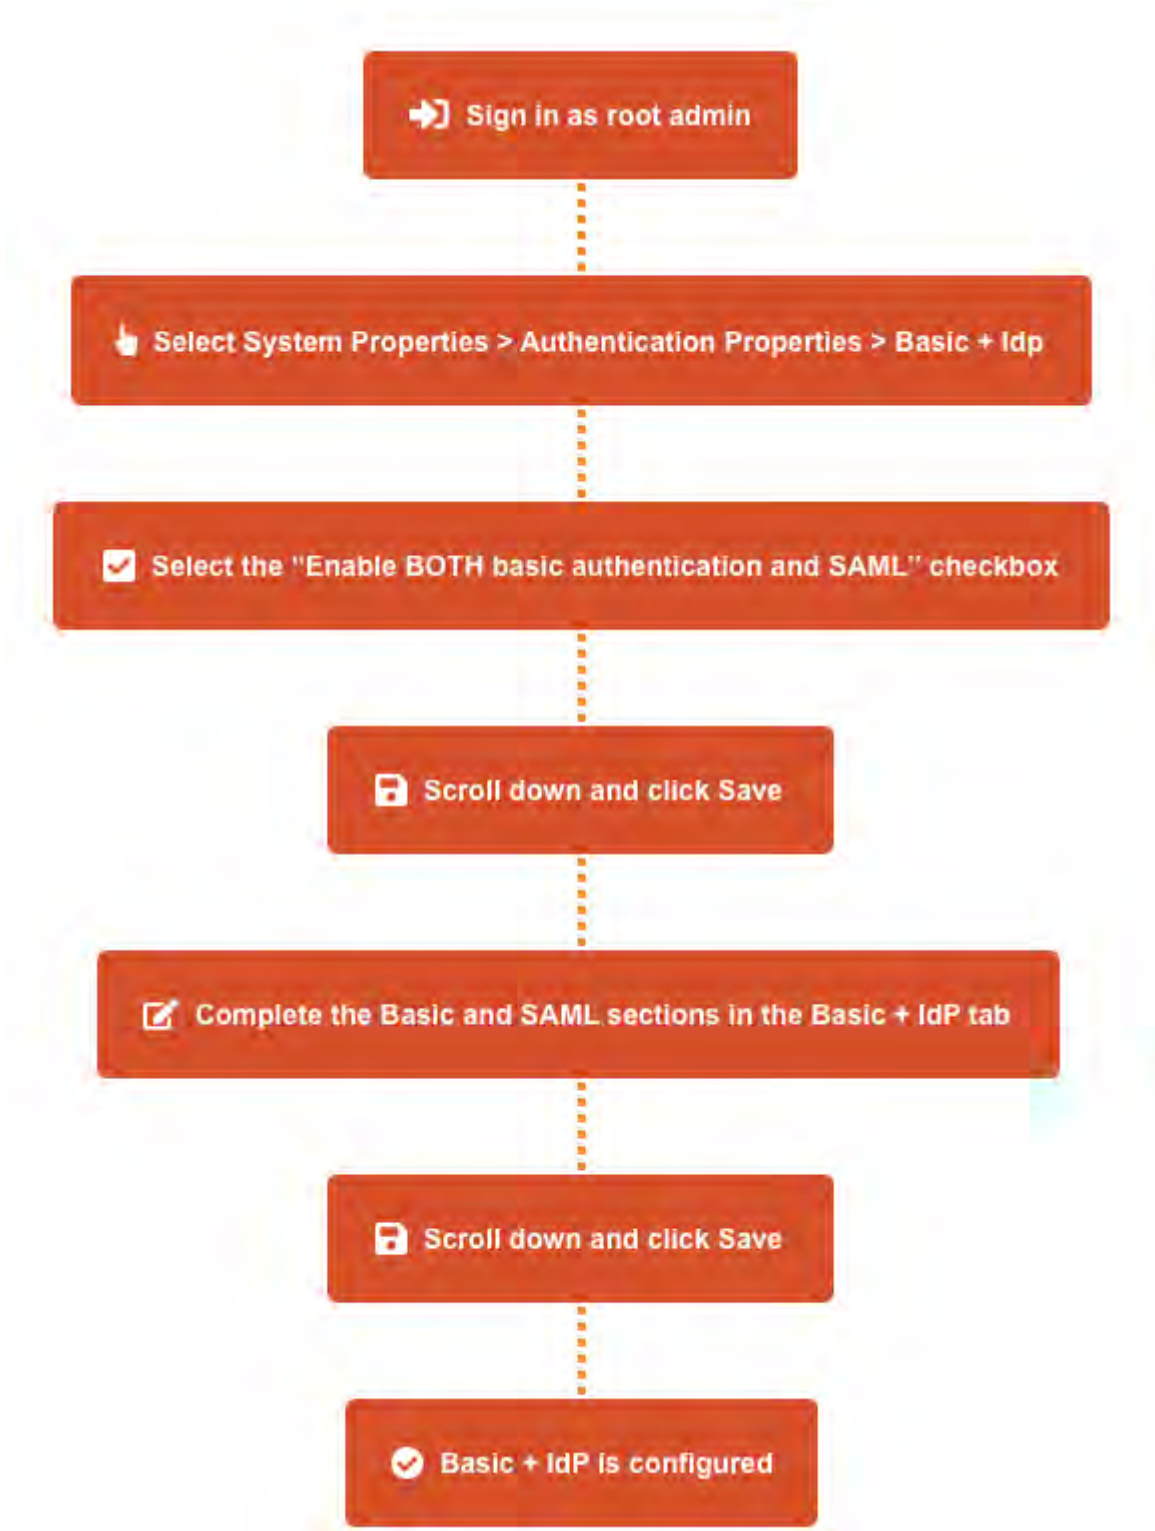 Sign in as root admin
Select System Properties > Authentication Properties > Basic + Idp
Select the "Enable BOTH basic authentication and SAML" checkbox
Scroll down and click Save
Complete the Basic and SAML sections in the Basic + IdP tab
Scroll down and click Save
Basic + IdP is configured